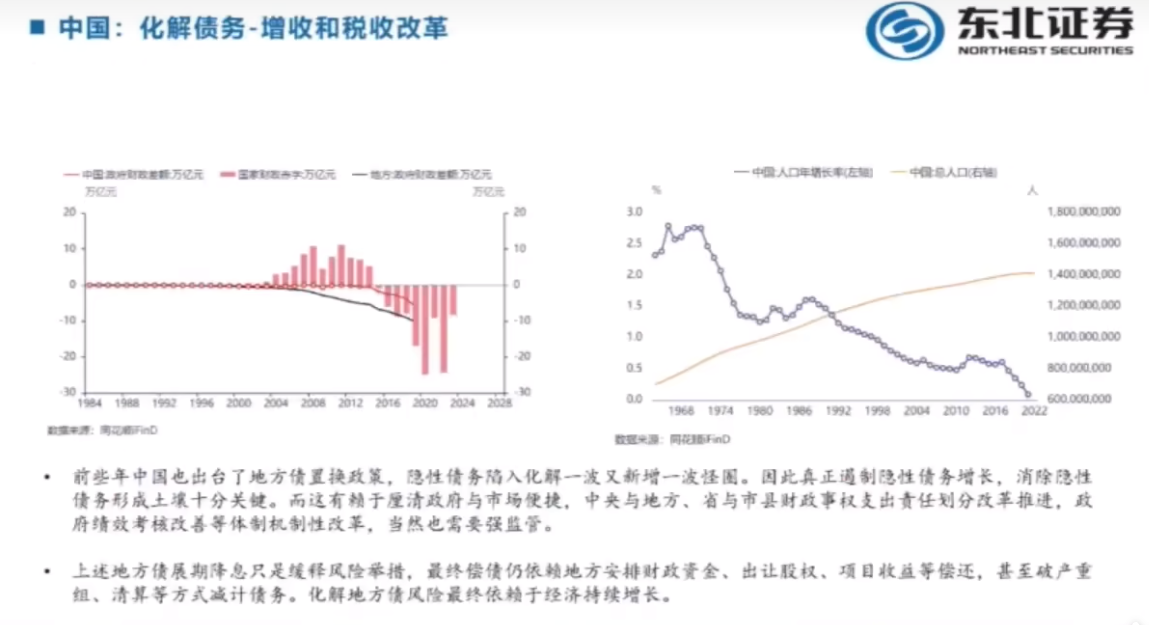 ■ 中国：化解债务-增收和税收改革
东北证券
NORTHEAST SECURITIES
中国:政府财政差额:万亿元 国家财政赤字:万亿元 地方:政府财政差额:万亿元
万亿元 万亿元
20 20
10 10
0 0
-10 -10
-20 -20
-30 -30
1984 1988 1992 1996 2000 2004 2008 2012 2016 2020 2024 2028
数据来源：同花顺iFinD
中国:人口年增长率(左轴) 中国:总人口(右轴)
% 人
3.0 1,800,000,000
2.5 1,600,000,000
2.0 1,400,000,000
1.5 1,200,000,000
1.0 1,000,000,000
0.5 800,000,000
0.0 600,000,000
1968 1974 1980 1986 1992 1998 2004 2010 2016 2022
数据来源：同花顺iFinD
• 前些年中国也出台了地方债置换政策，隐性债务陷入化解一波又新增一波怪圈。因此真正遏制隐性债务增长，消除隐性
债务形成土壤十分关键。而这有赖于厘清政府与市场便捷，中央与地方、省与市县财政事权支出责任划分改革推进，政
府绩效考核改善等体制机制性改革，当然也需要强监管。
• 上述地方债展期降息只是缓释风险举措，最终偿债仍依赖地方安排财政资金、出让股权、项目收益等偿还，甚至破产重
组、清算等方式减计债务。化解地方债风险最终依赖于经济持续增长。